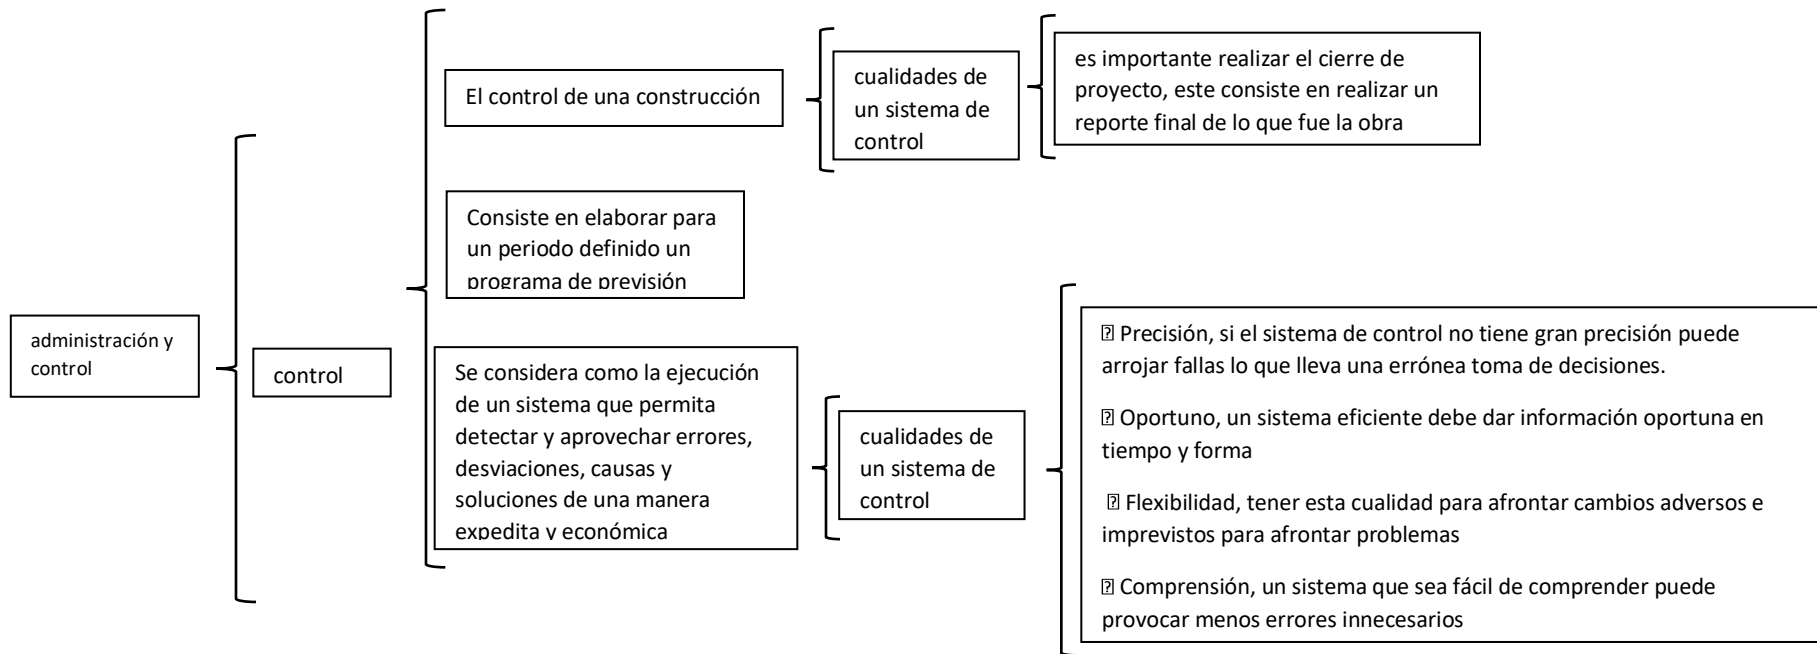 administración y
control
control
El control de una construcción
cualidades de
un sistema de
control
es importante realizar el cierre de
proyecto, este consiste en realizar un
reporte final de lo que fue la obra
Consiste en elaborar para
un periodo definido un
programa de previsión
Se considera como la ejecución
de un sistema que permita
detectar y aprovechar errores,
desviaciones, causas y
soluciones de una manera
expedita y económica
cualidades de
un sistema de
control
⍰ Precisión, si el sistema de control no tiene gran precisión puede
arrojar fallas lo que lleva una errónea toma de decisiones.
⍰ Oportuno, un sistema eficiente debe dar información oportuna en
tiempo y forma
⍰ Flexibilidad, tener esta cualidad para afrontar cambios adversos e
imprevistos para afrontar problemas
⍰ Comprensión, un sistema que sea fácil de comprender puede
provocar menos errores innecesarios